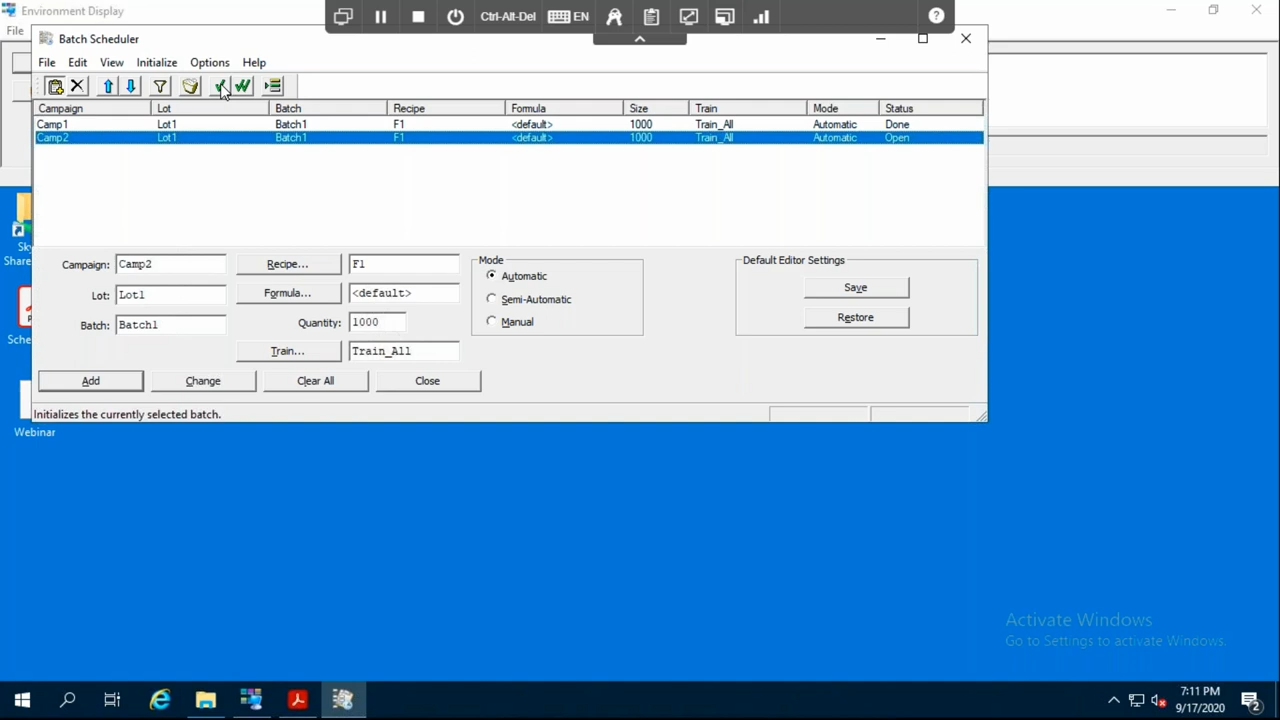 Environment Display
File
Ctrl-Alt-Del
EN
Batch Scheduler
File Edit View Initialize Options Help
Campaign Lot Batch Recipe Formula Size Train Mode Status
Camp1 Lot1 Batch1 F1 <default> 1000 Train_All Automatic Done
Camp2 Lot1 Batch1 F1 <default> 1000 Train_All Automatic Open
Campaign: Camp2 Recipe... F1
Lot: Lot1 Formula... <default>
Batch: Batch1 Quantity: 1000
Train... Train_All
Mode
Automatic
Semi-Automatic
Manual
Default Editor Settings
Save
Restore
Add Change Clear All Close
Initializes the currently selected batch.
Sky
Share
Sche
Webinar
Activate Windows
Go to Settings to activate Windows.
7:11 PM
9/17/2020
2